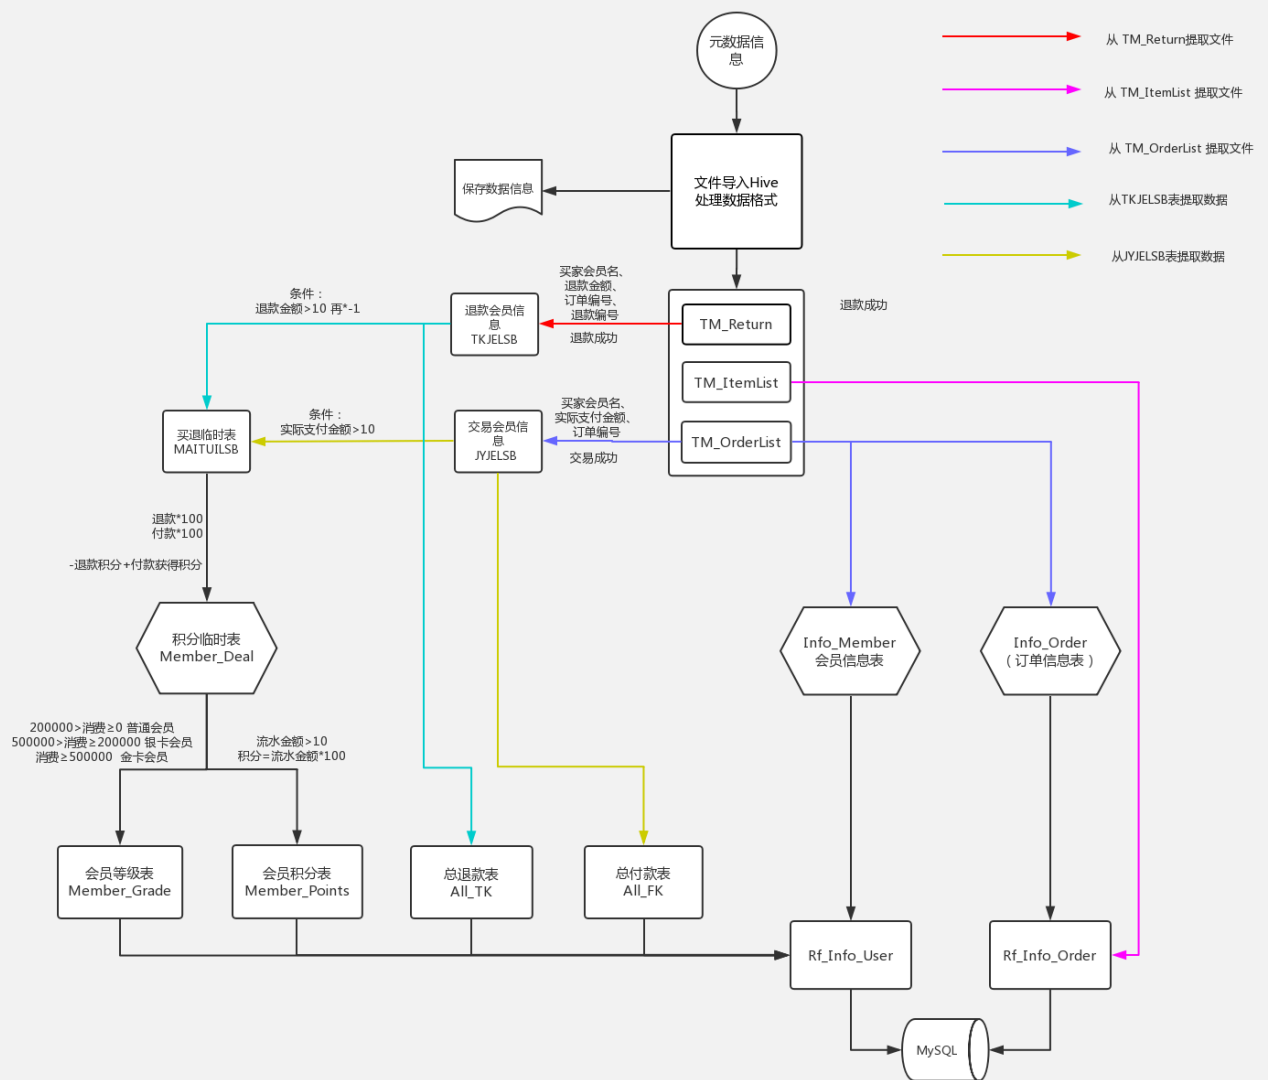 元数据信
息
从 TM_Return提取文件
从 TM_ItemList 提取文件
从 TM_OrderList 提取文件
从TKJELSB表提取数据
从JYJELSB表提取数据
文件导入Hive
处理数据格式
保存数据信息
买家会员名、
退款金额、
订单编号、
退款编号
退款成功
条件：
退款金额>10 再*-1
退款会员信
息
TKJELSB
TM_Return
退款成功
TM_ItemList
买家会员名、
实际支付金额、
订单编号
交易成功
条件：
实际支付金额>10
买退临时表
MAITUILSB
交易会员信
息
JYJELSB
TM_OrderList
退款*100
付款*100
-退款积分+付款获得积分
积分临时表
Member_Deal
Info_Member
会员信息表
Info_Order
（订单信息表）
200000>消费≥0 普通会员
500000>消费≥200000 银卡会员
消费≥500000  金卡会员
流水金额>10
积分=流水金额*100
会员等级表
Member_Grade
会员积分表
Member_Points
总退款表
All_TK
总付款表
All_FK
Rf_Info_User
Rf_Info_Order
MySQL